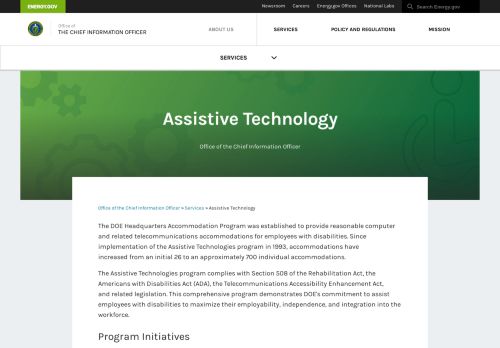 ENERGY.GOV
Newsroom Careers Energy.gov Offices National Labs Search Energy.gov
Office of
THE CHIEF INFORMATION OFFICER
ABOUT US SERVICES POLICY AND REGULATIONS MISSION
SERVICES
Assistive Technology
Office of the Chief Information Officer
Office of the Chief Information Officer » Services » Assistive Technology
The DOE Headquarters Accommodation Program was established to provide reasonable computer
and related telecommunications accommodations for employees with disabilities. Since
implementation of the Assistive Technologies program in 1993, accommodations have
increased from an initial 26 to an approximately 700 individual accommodations.
The Assistive Technologies program complies with Section 508 of the Rehabilitation Act, the
Americans with Disabilities Act (ADA), the Telecommunications Accessibility Enhancement Act,
and related legislation. This comprehensive program demonstrates DOE's commitment to assist
employees with disabilities to maximize their employability, independence, and integration into the
workforce.
Program Initiatives